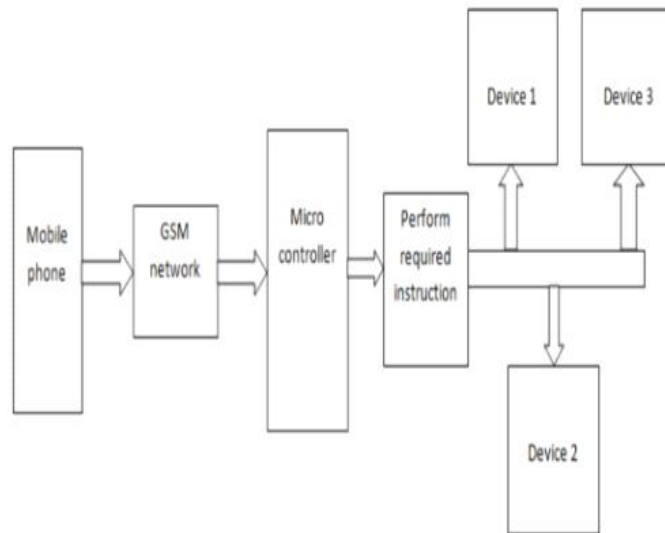 Mobile
phone
GSM
network
Micro
controller
Perform
required
instruction
Device 1
Device 3
Device 2